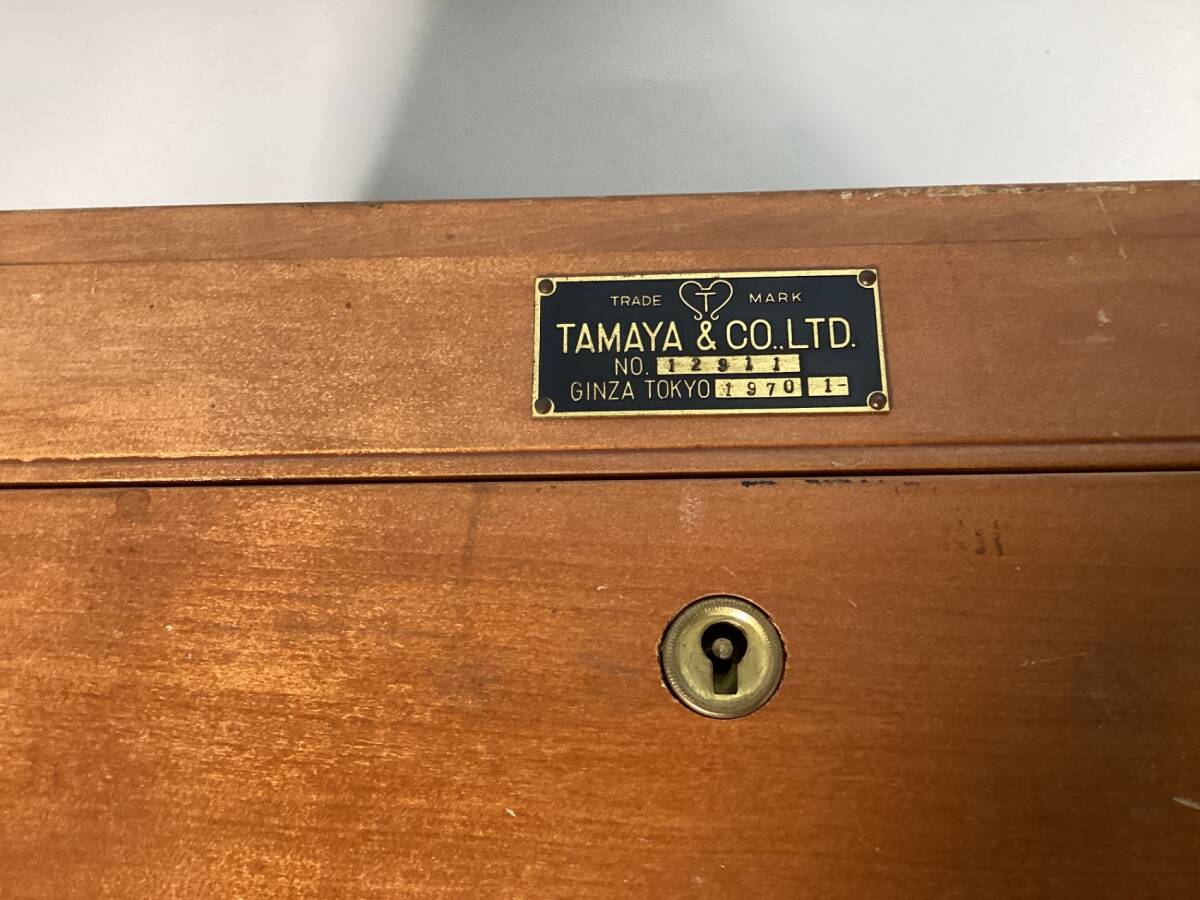 TRADE T MARK
TAMAYA & CO.,LTD.
NO. 12911
GINZA TOKYO 1970 1-